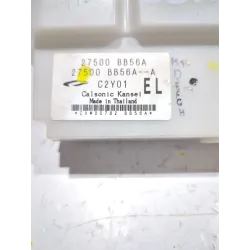 27500 BB56A
27500 BB56A--A
C2Y01
EL
Calsonic Kansei
Made in Thailand